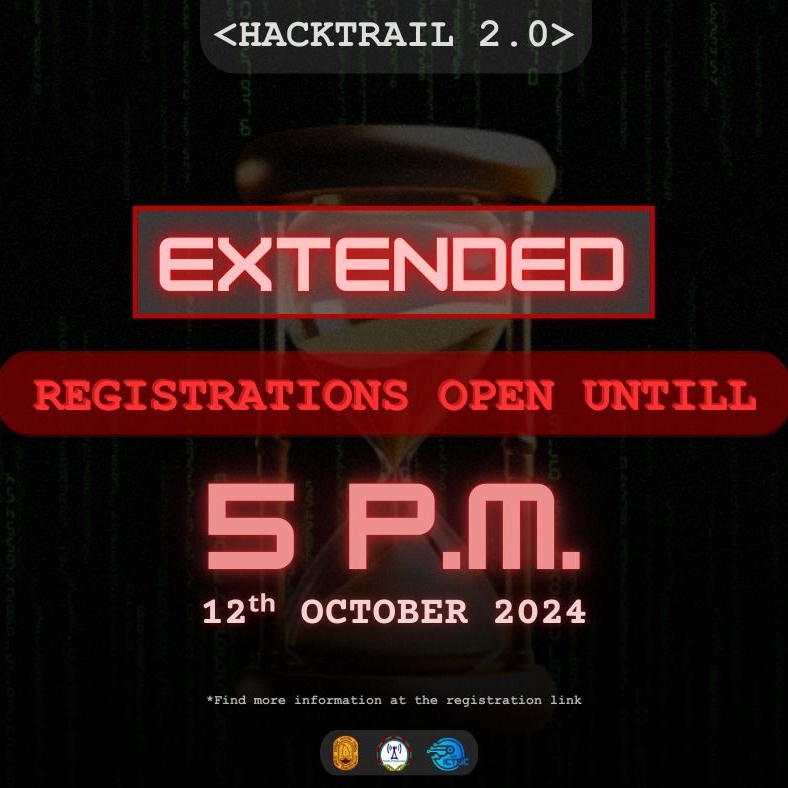 <HACKTRAIL 2.0>
EXTENDED
REGISTRATIONS OPEN UNTILL
5 P.M.
12th OCTOBER 2024
*Find more information at the registration link